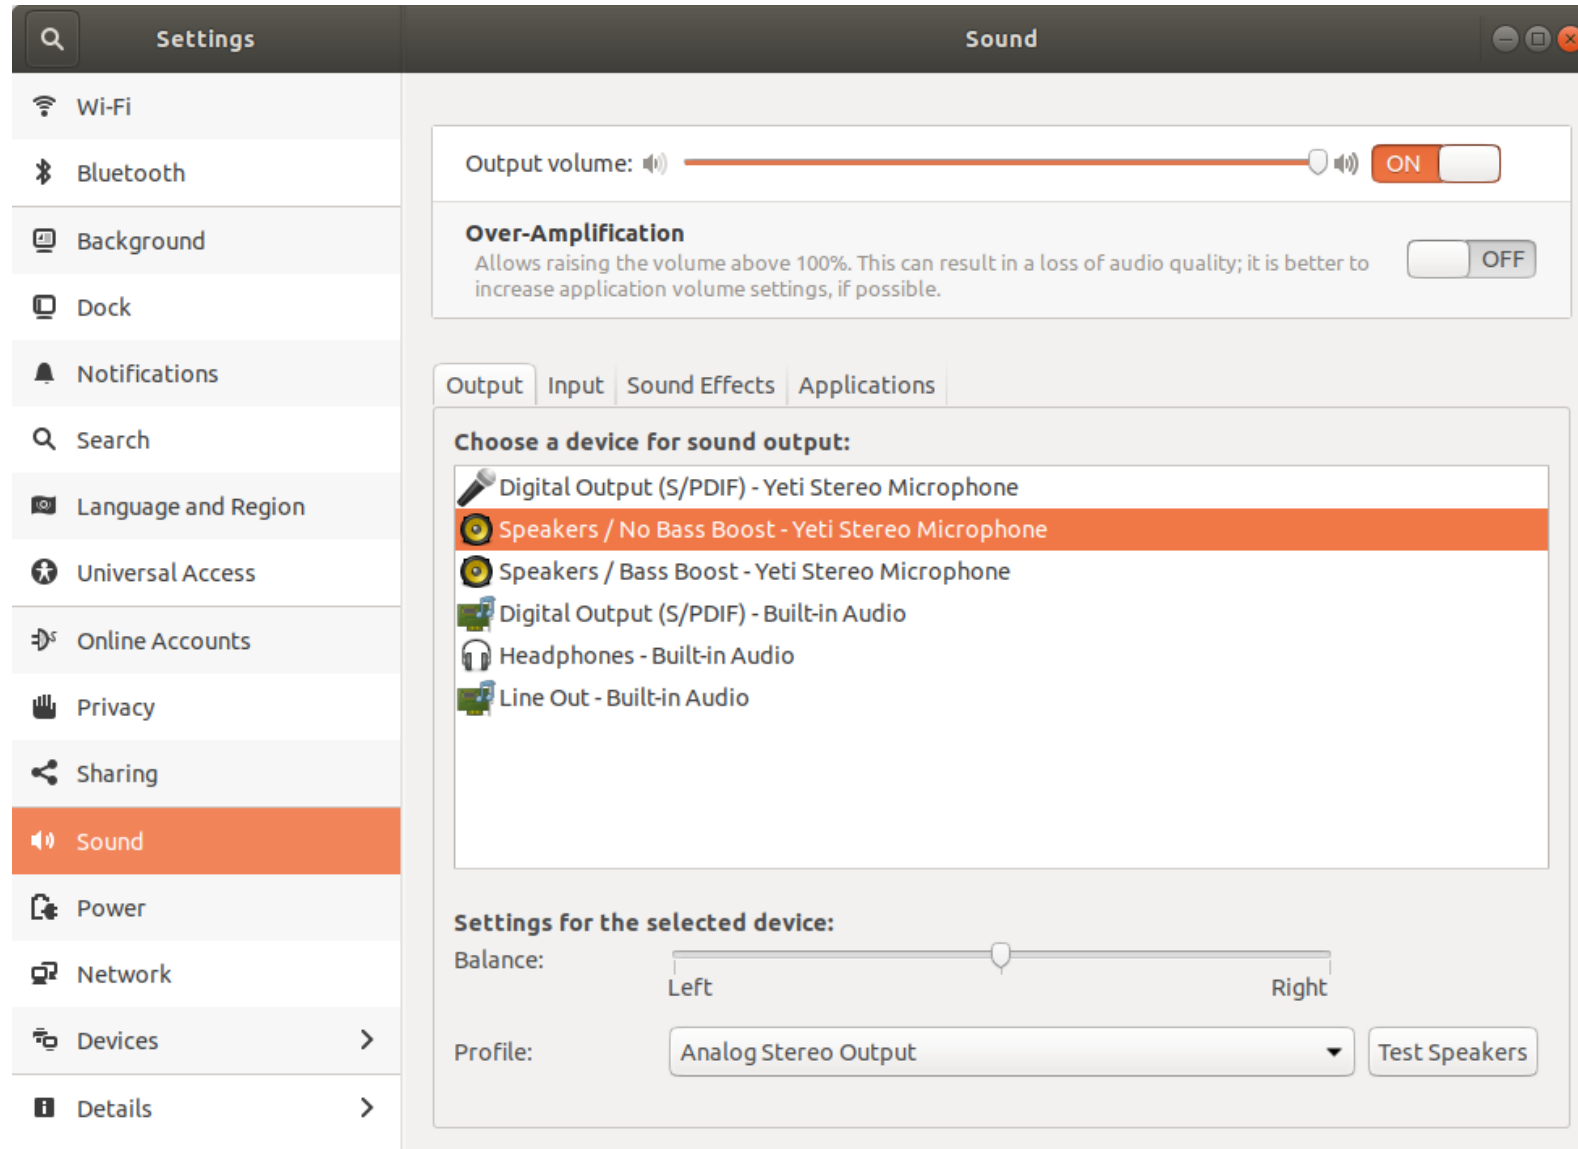 Settings
Sound
Wi-Fi
Bluetooth
Background
Dock
Notifications
Search
Language and Region
Universal Access
Online Accounts
Privacy
Sharing
Sound
Power
Network
Devices
Details
Output volume:
ON
Over-Amplification
Allows raising the volume above 100%. This can result in a loss of audio quality; it is better to
increase application volume settings, if possible.
OFF
Output Input Sound Effects Applications
Choose a device for sound output:
Digital Output (S/PDIF) - Yeti Stereo Microphone
Speakers / No Bass Boost - Yeti Stereo Microphone
Speakers / Bass Boost - Yeti Stereo Microphone
Digital Output (S/PDIF) - Built-in Audio
Headphones - Built-in Audio
Line Out - Built-in Audio
Settings for the selected device:
Balance:
Left Right
Profile: Analog Stereo Output Test Speakers